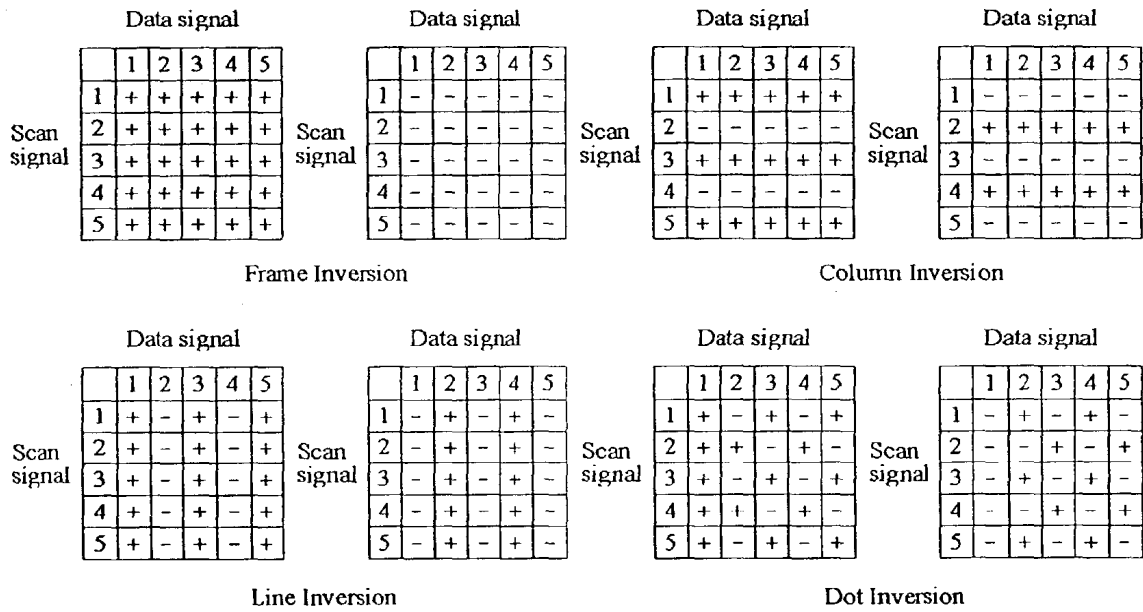 Data signal
Scan signal
1 2 3 4 5
1 + + + + +
2 + + + + +
3 + + + + +
4 + + + + +
5 + + + + +
Data signal
Scan signal
1 2 3 4 5
1 - - - - -
2 - - - - -
3 - - - - -
4 - - - - -
5 - - - - -
Frame Inversion
Data signal
Scan signal
1 2 3 4 5
1 + + + + +
2 - - - - -
3 + + + + +
4 - - - - -
5 + + + + +
Data signal
Scan signal
1 2 3 4 5
1 - - - - -
2 + + + + +
3 - - - - -
4 + + + + +
5 - - - - -
Column Inversion
Data signal
Scan signal
1 2 3 4 5
1 + - + - +
2 + - + - +
3 + - + - +
4 + - + - +
5 + - + - +
Data signal
Scan signal
1 2 3 4 5
1 - + - + -
2 - + - + -
3 - + - + -
4 - + - + -
5 - + - + -
Line Inversion
Data signal
Scan signal
1 2 3 4 5
1 + - + - +
2 + + - + -
3 + - + - +
4 + + - + -
5 + - + - +
Data signal
Scan signal
1 2 3 4 5
1 - + - + -
2 - - + - +
3 - + - + -
4 - - + - +
5 - + - + -
Dot Inversion